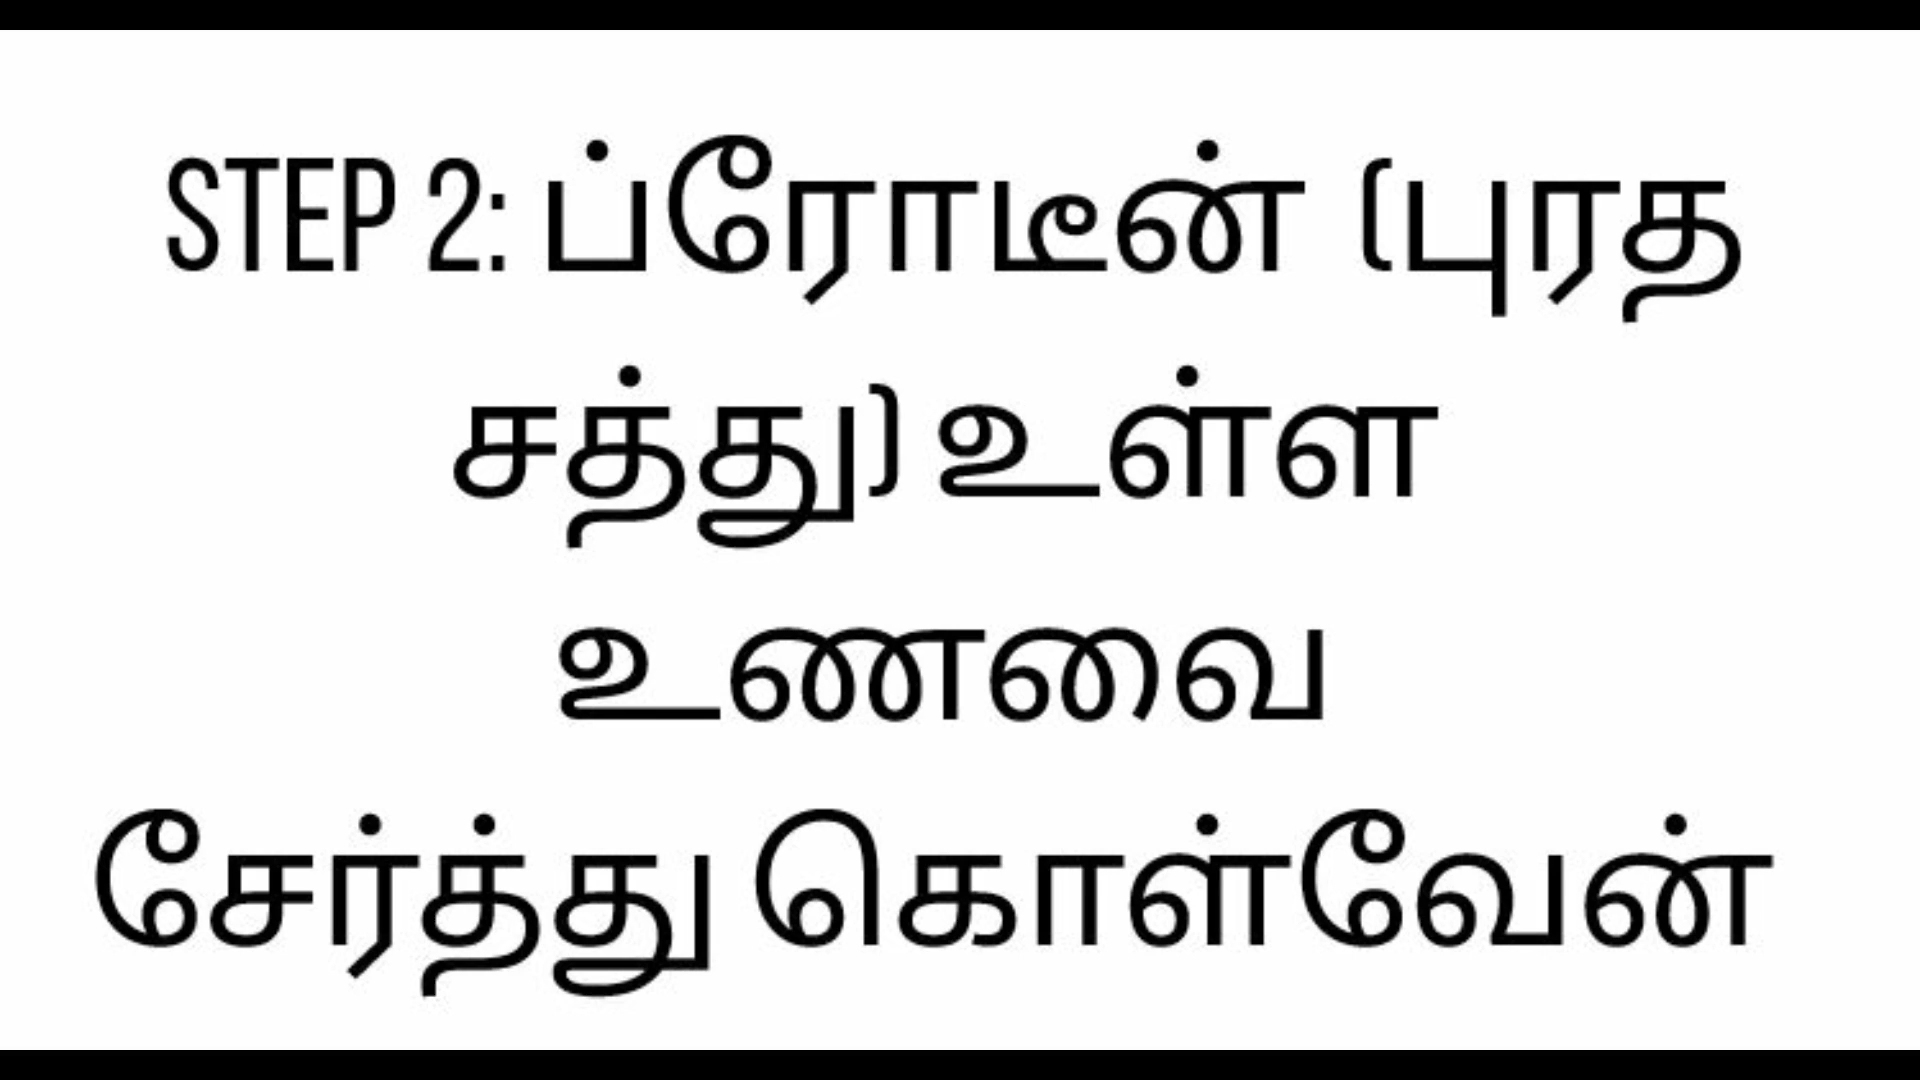 STEP 2: ப்ரோடீன் (புரத
சத்து) உள்ள
உணவை
சேர்த்து கொள்வேன்